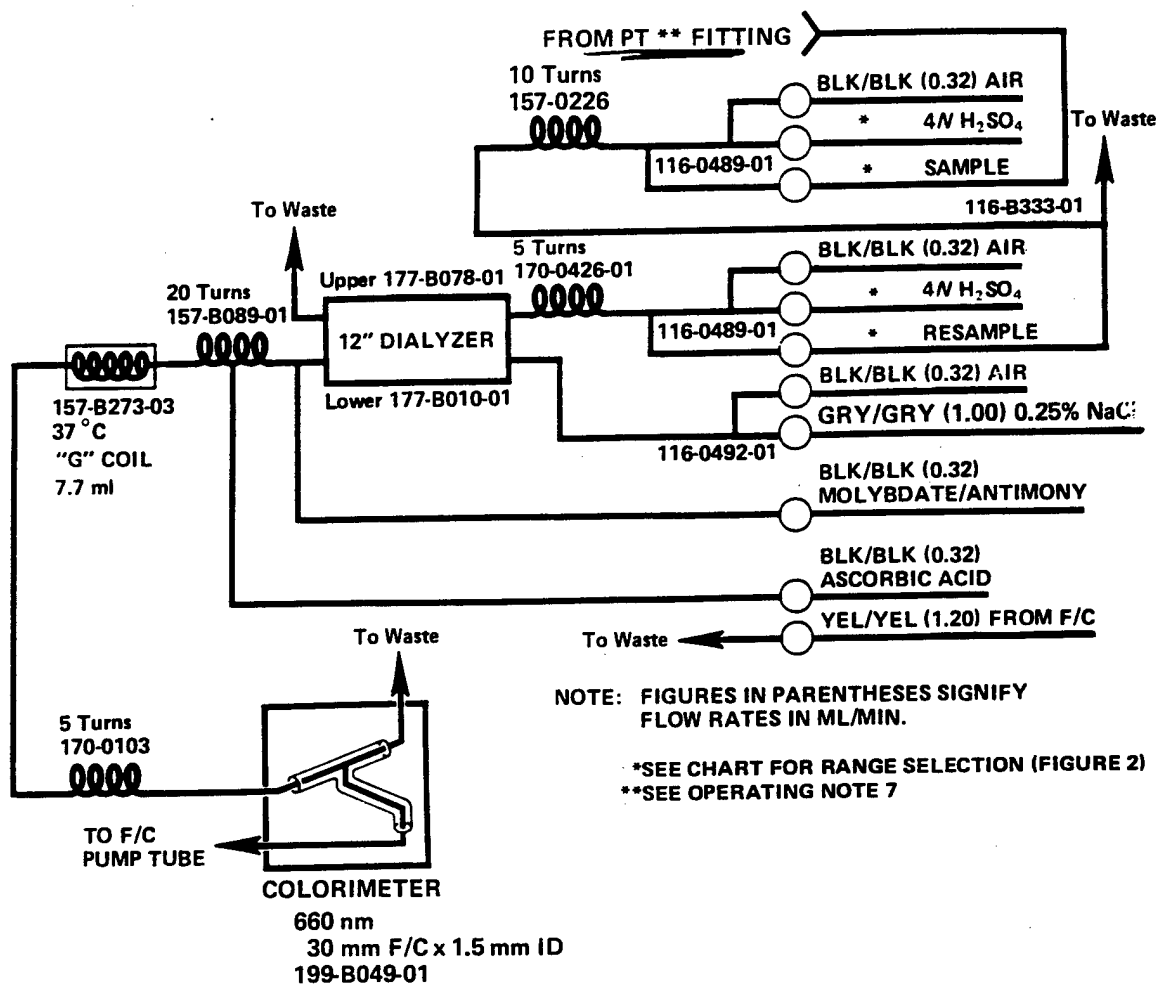 FROM PT ** FITTING
10 Turns
157-0226
BLK/BLK (0.32) AIR
* 4N H₂SO₄
To Waste
116-0489-01
* SAMPLE
116-B333-01
To Waste
5 Turns
170-0426-01
BLK/BLK (0.32) AIR
Upper 177-B078-01
20 Turns
157-B089-01
* 4N H₂SO₄
12" DIALYZER
116-0489-01
* RESAMPLE
BLK/BLK (0.32) AIR
Lower 177-B010-01
157-B273-03
37 °C
"G" COIL
7.7 ml
GRY/GRY (1.00) 0.25% NaCl
116-0492-01
BLK/BLK (0.32)
MOLYBDATE/ANTIMONY
BLK/BLK (0.32)
ASCORBIC ACID
YEL/YEL (1.20) FROM F/C
To Waste
To Waste
NOTE: FIGURES IN PARENTHESES SIGNIFY
FLOW RATES IN ML/MIN.
5 Turns
170-0103
*SEE CHART FOR RANGE SELECTION (FIGURE 2)
**SEE OPERATING NOTE 7
TO F/C
PUMP TUBE
COLORIMETER
660 nm
30 mm F/C x 1.5 mm ID
199-B049-01